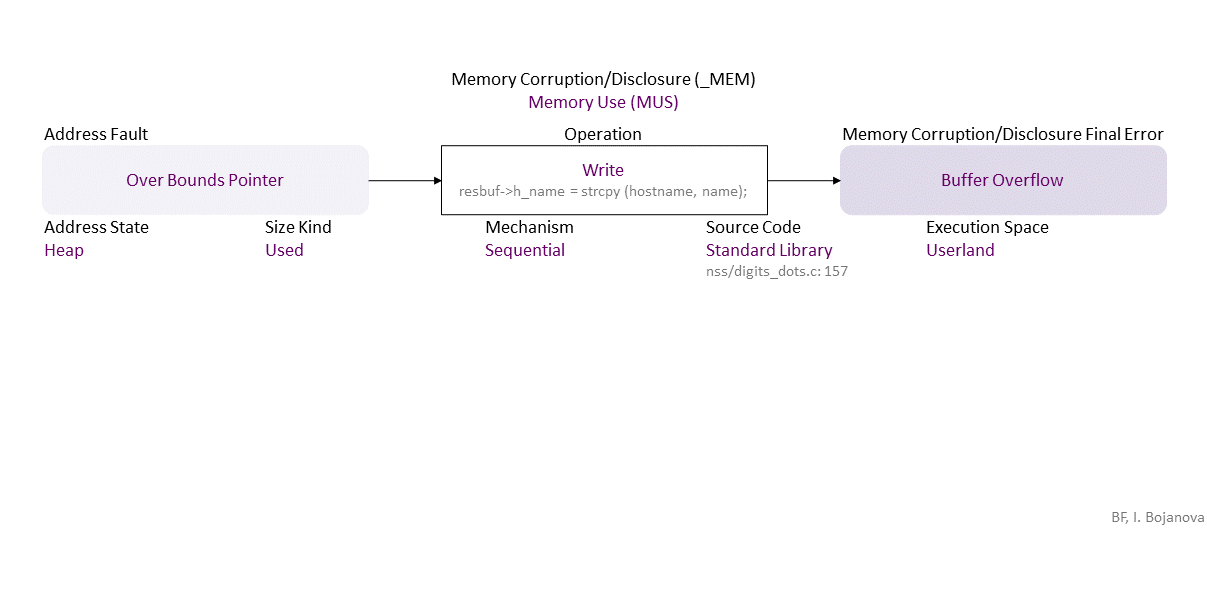 Memory Corruption/Disclosure (_MEM)
Memory Use (MUS)
Address Fault
Operation
Memory Corruption/Disclosure Final Error
Over Bounds Pointer
Write
resbuf->h_name = strcpy (hostname, name);
Buffer Overflow
Address State
Size Kind
Mechanism
Source Code
Execution Space
Heap
Used
Sequential
Standard Library
Userland
nss/digits_dots.c: 157
BF, I. Bojanova